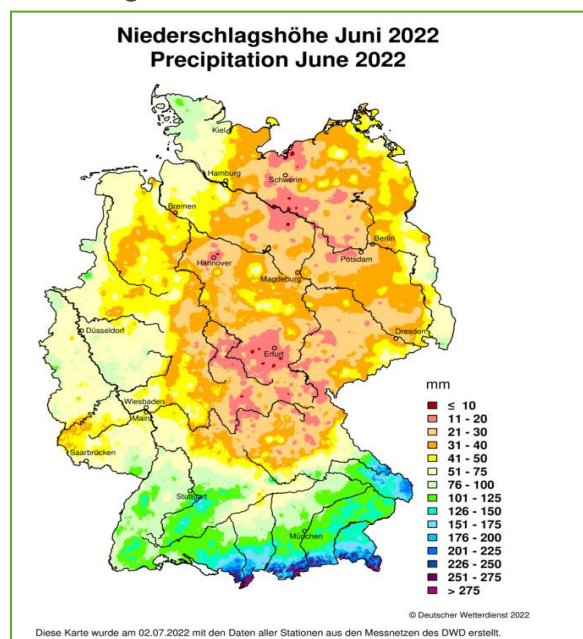 Niederschlagshöhe Juni 2022
Precipitation June 2022
Kiel
Hamburg
Schwerin
Bremen
Berlin
Hannover
Potsdam
Magdeburg
Düsseldorf
Dresden
Erfurt
Wiesbaden
Mainz
Saarbrücken
Stuttgart
München
mm
≤ 10
11 - 20
21 - 30
31 - 40
41 - 50
51 - 75
76 - 100
101 - 125
126 - 150
151 - 175
176 - 200
201 - 225
226 - 250
251 - 275
> 275
© Deutscher Wetterdienst 2022
Diese Karte wurde am 02.07.2022 mit den Daten aller Stationen aus den Messnetzen des DWD erstellt.